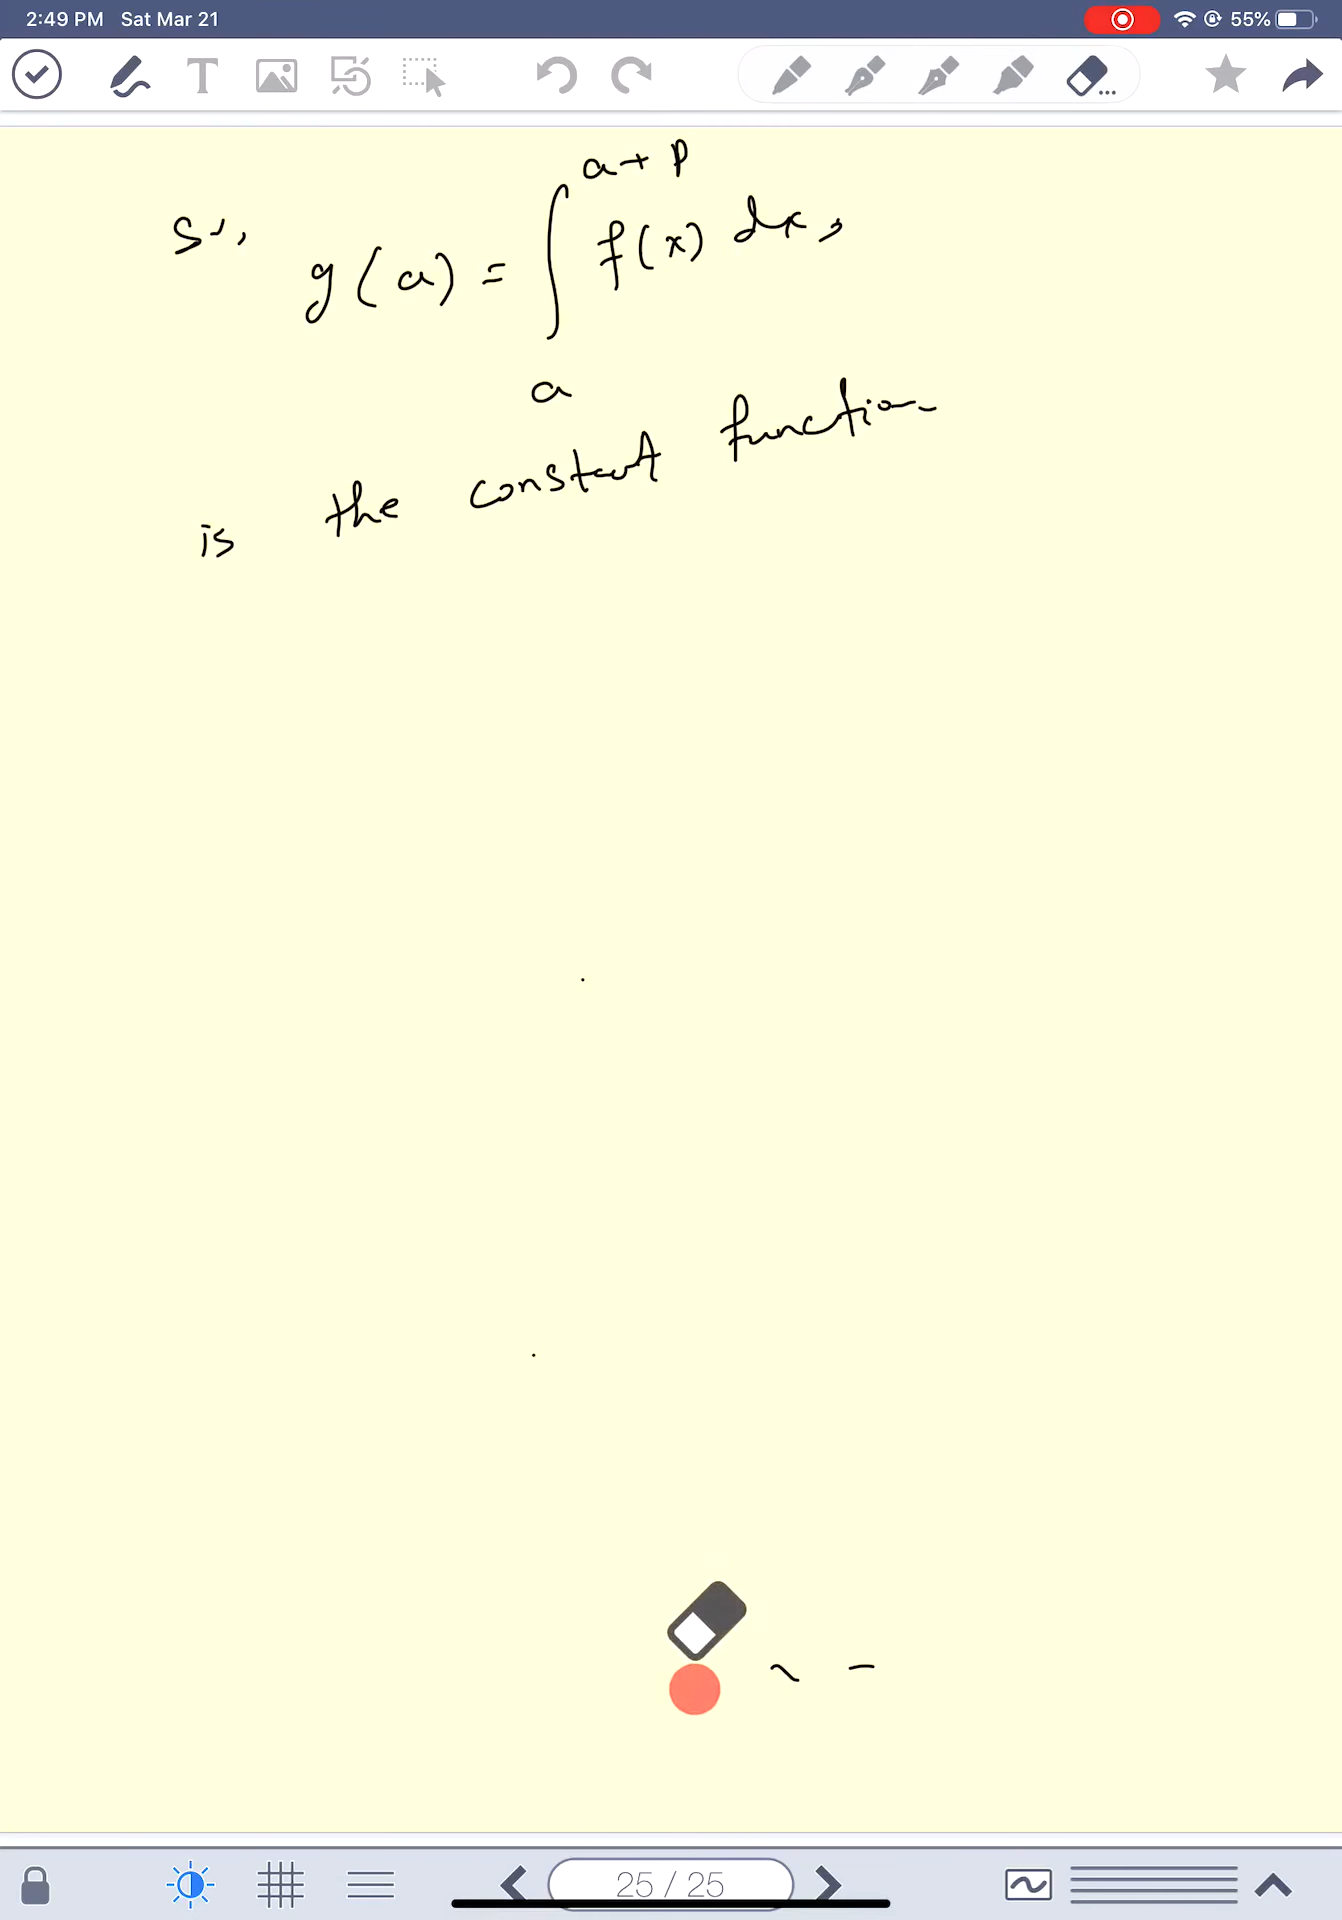 2:49 PM Sat Mar 21 55%
T
a + p
So, g(a) = ∫ f(x) dx,
a
is the constant function
25 / 25